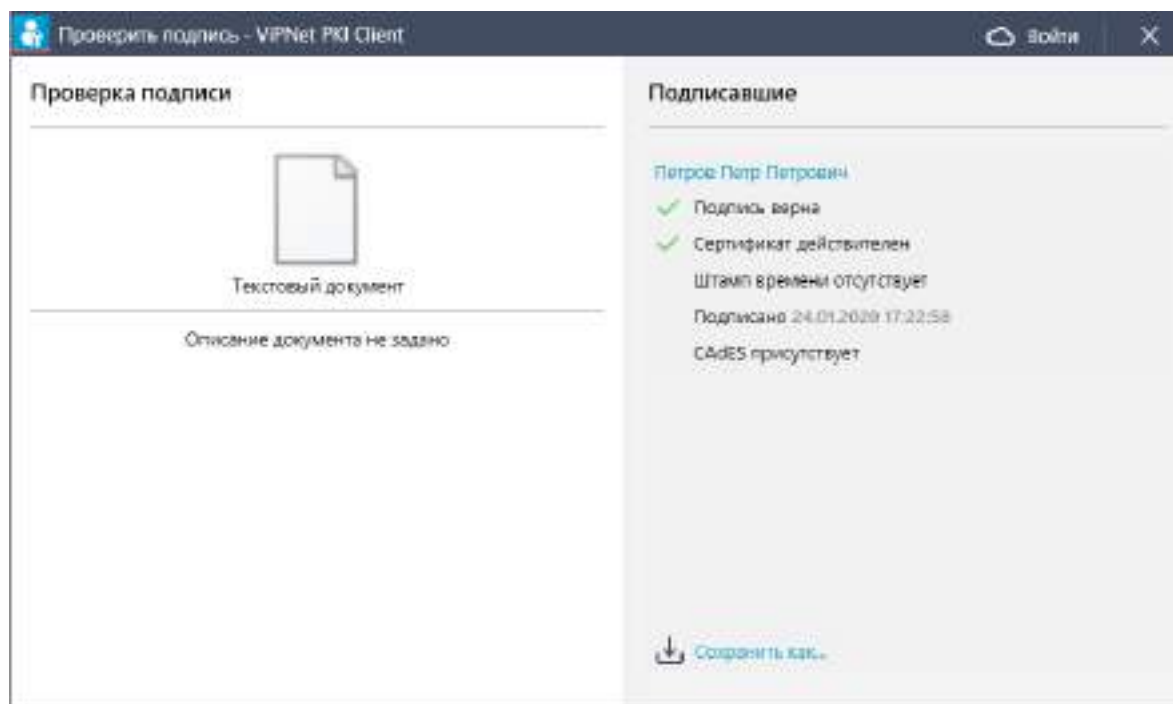 Проверить подпись - ViPNet PKI Client
Войти
Проверка подписи
Текстовый документ
Описание документа не задано
Подписавшие
Петров Петр Петрович
Подпись верна
Сертификат действителен
Штамп времени отсутствует
Подписано 24.01.2020 17:22:58
CAdES присутствует
Сохранить как...